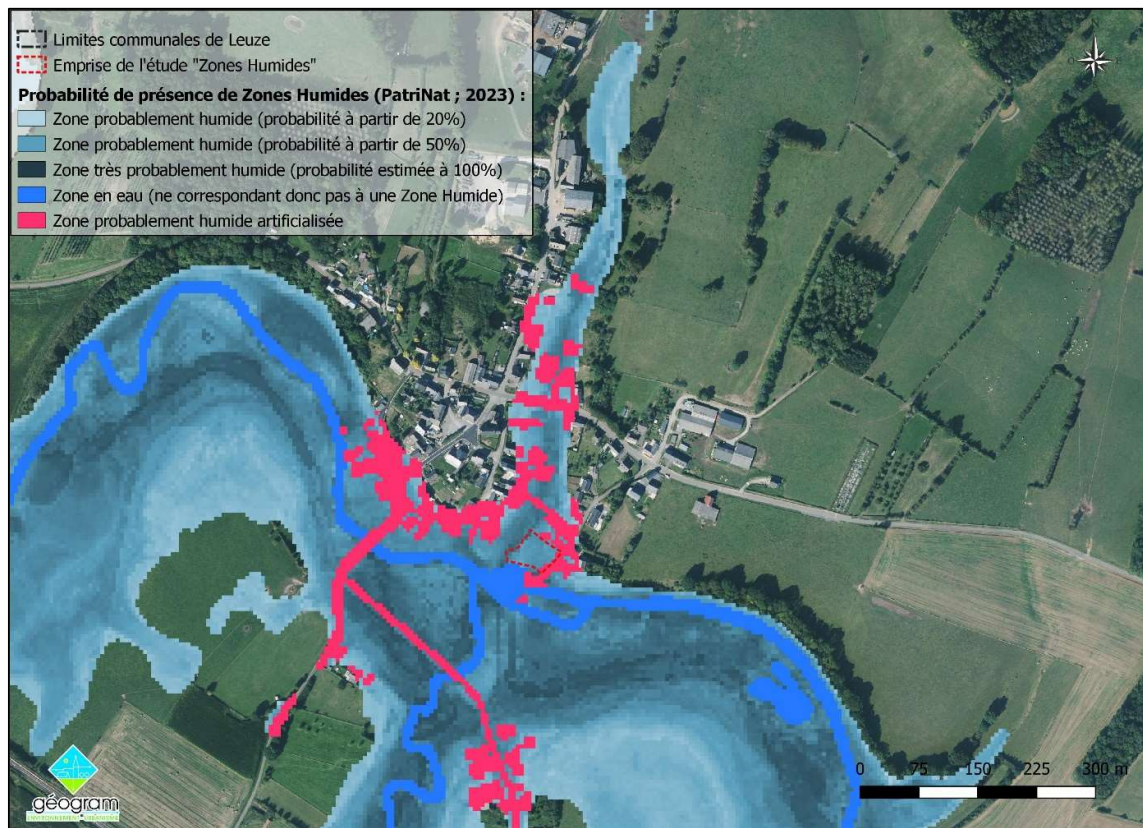 Limites communales de Leuze
Emprise de l'étude "Zones Humides"
Probabilité de présence de Zones Humides (PatriNat ; 2023) :
Zone probablement humide (probabilité à partir de 20%)
Zone probablement humide (probabilité à partir de 50%)
Zone très probablement humide (probabilité estimée à 100%)
Zone en eau (ne correspondant donc pas à une Zone Humide)
Zone probablement humide artificialisée
O E
0 75 150 225 300 m
géogram
ENVIRONNEMENT URBANISME